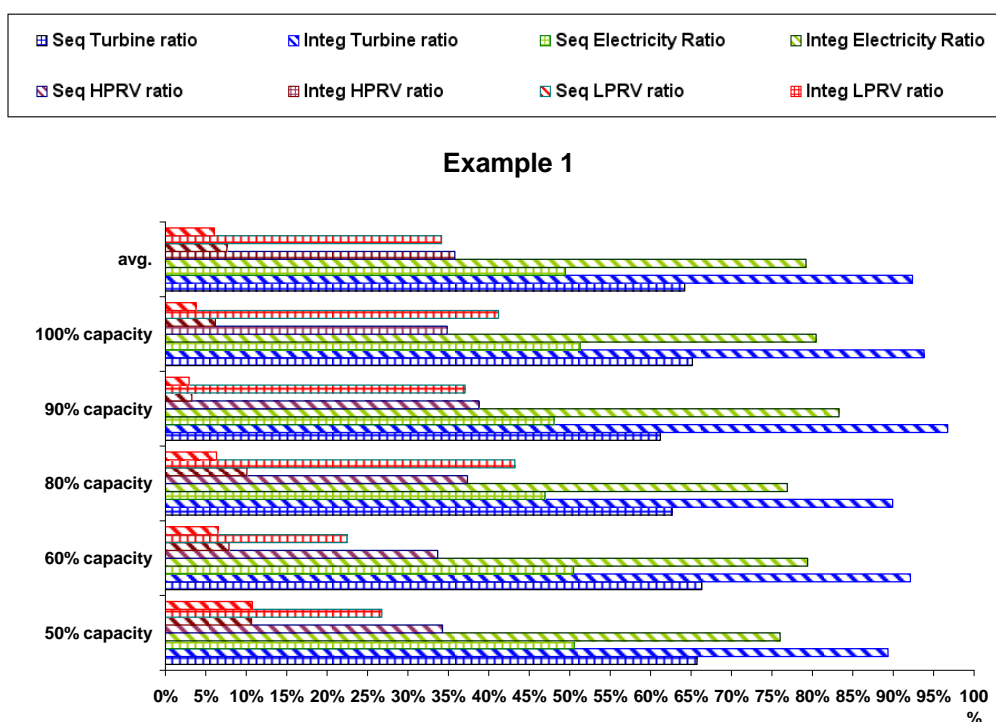 Seq Turbine ratio Integ Turbine ratio Seq Electricity Ratio Integ Electricity Ratio
Seq HPRV ratio Integ HPRV ratio Seq LPRV ratio Integ LPRV ratio
Example 1
avg.
100% capacity
90% capacity
80% capacity
60% capacity
50% capacity
0% 5% 10% 15% 20% 25% 30% 35% 40% 45% 50% 55% 60% 65% 70% 75% 80% 85% 90% 95% 100
%